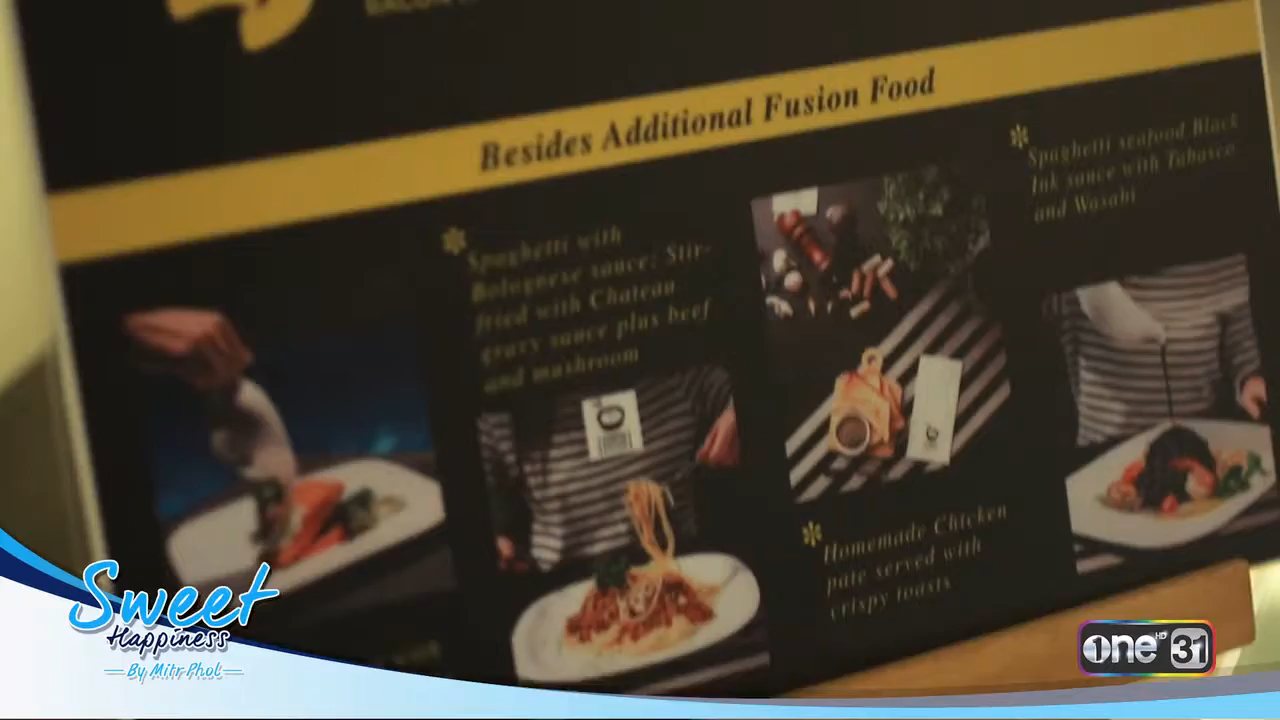 Besides Additional Fusion Food
Spaghetti with
Bolognese sauce: Stir-
fried with Chateau
gravy sauce plus beef
and mushroom
Spaghetti seafood Black
Ink sauce with Tabasco
and Wasabi
Homemade Chicken
pate served with
crispy toasts
Sweet
Happiness
By Mitr Phol
one HD 31